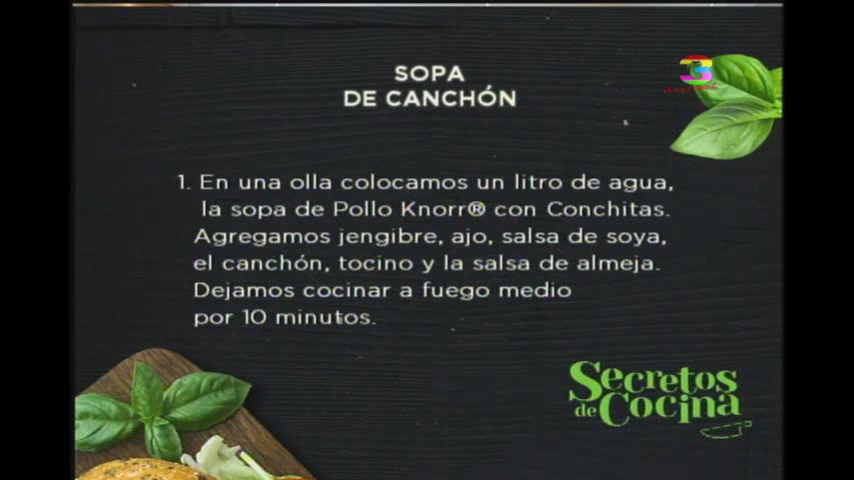 SOPA
DE CANCHÓN
3
1. En una olla colocamos un litro de agua,
la sopa de Pollo Knorr® con Conchitas.
Agregamos jengibre, ajo, salsa de soya,
el canchón, tocino y la salsa de almeja.
Dejamos cocinar a fuego medio
por 10 minutos.
Secretos
de Cocina